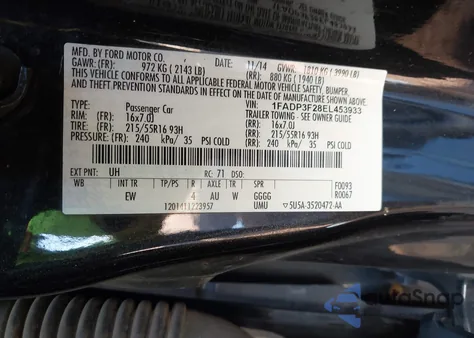 MFD. BY FORD MOTOR CO.
DATE: 11/14 GVWR: 1810 KG / 3990 LB
GAWR: (FR): 972 KG ( 2143 LB) (RR): 880 KG ( 1940 LB)
THIS VEHICLE CONFORMS TO ALL APPLICABLE FEDERAL MOTOR VEHICLE SAFETY, BUMPER,
AND THEFT PREVENTION STANDARDS IN EFFECT ON THE DATE OF MANUFACTURE SHOWN ABOVE.
TYPE: Passenger Car VIN: 1FADP3F28EL453933
RIM: (FR): 16x7.0J TRAILER TOWING - SEE OWNER GUIDE
TIRES: (FR): 215/55R16 93H (RR): 16x7.0J
PRESSURE: (FR): 240 kPa/ 35 PSI COLD (RR): 215/55R16 93H
(RR): 240 kPa/ 35 PSI COLD
EXT PNT: UH RC: 71 DSO:
WB INT TR TP/PS R AXLE TR SPR F0093
EW 4 AU W GGGG R0067
UMU 5U5A-3520472-AA
autoSnap